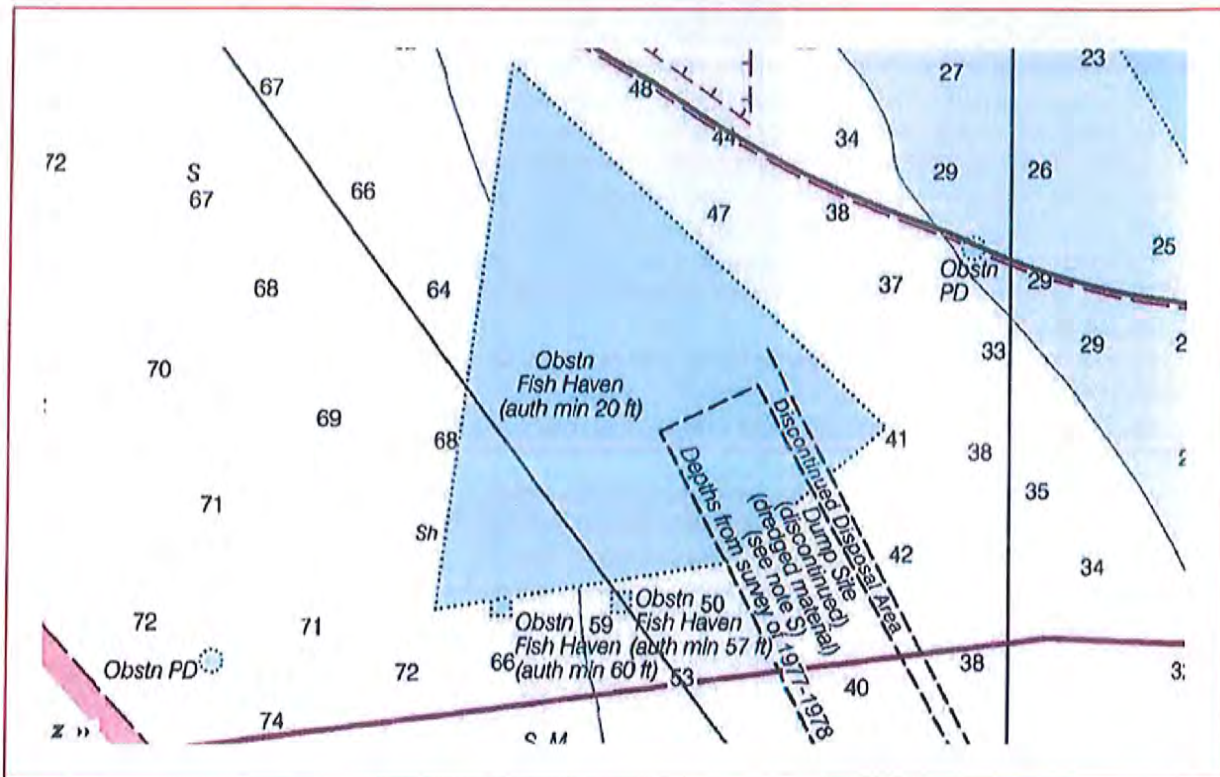 67
48
27
23
72
44
34
S
67
66
29
26
47
38
25
68
64
37
Obstn
PD
29
70
Obstn
Fish Haven
(auth min 20 ft)
33
29
2
69
68
41
38
71
Sh
35
Discontinued Disposal Area
Dump Site
(discontinued)
(dredged material)
(see note S)
Depths from survey of 1977-1978
42
34
72
71
Obstn
Fish Haven
(auth min 60 ft)
59
Obstn
Fish Haven
(auth min 57 ft)
50
Obstn PD
72
66
53
40
38
3
74
S M
z »